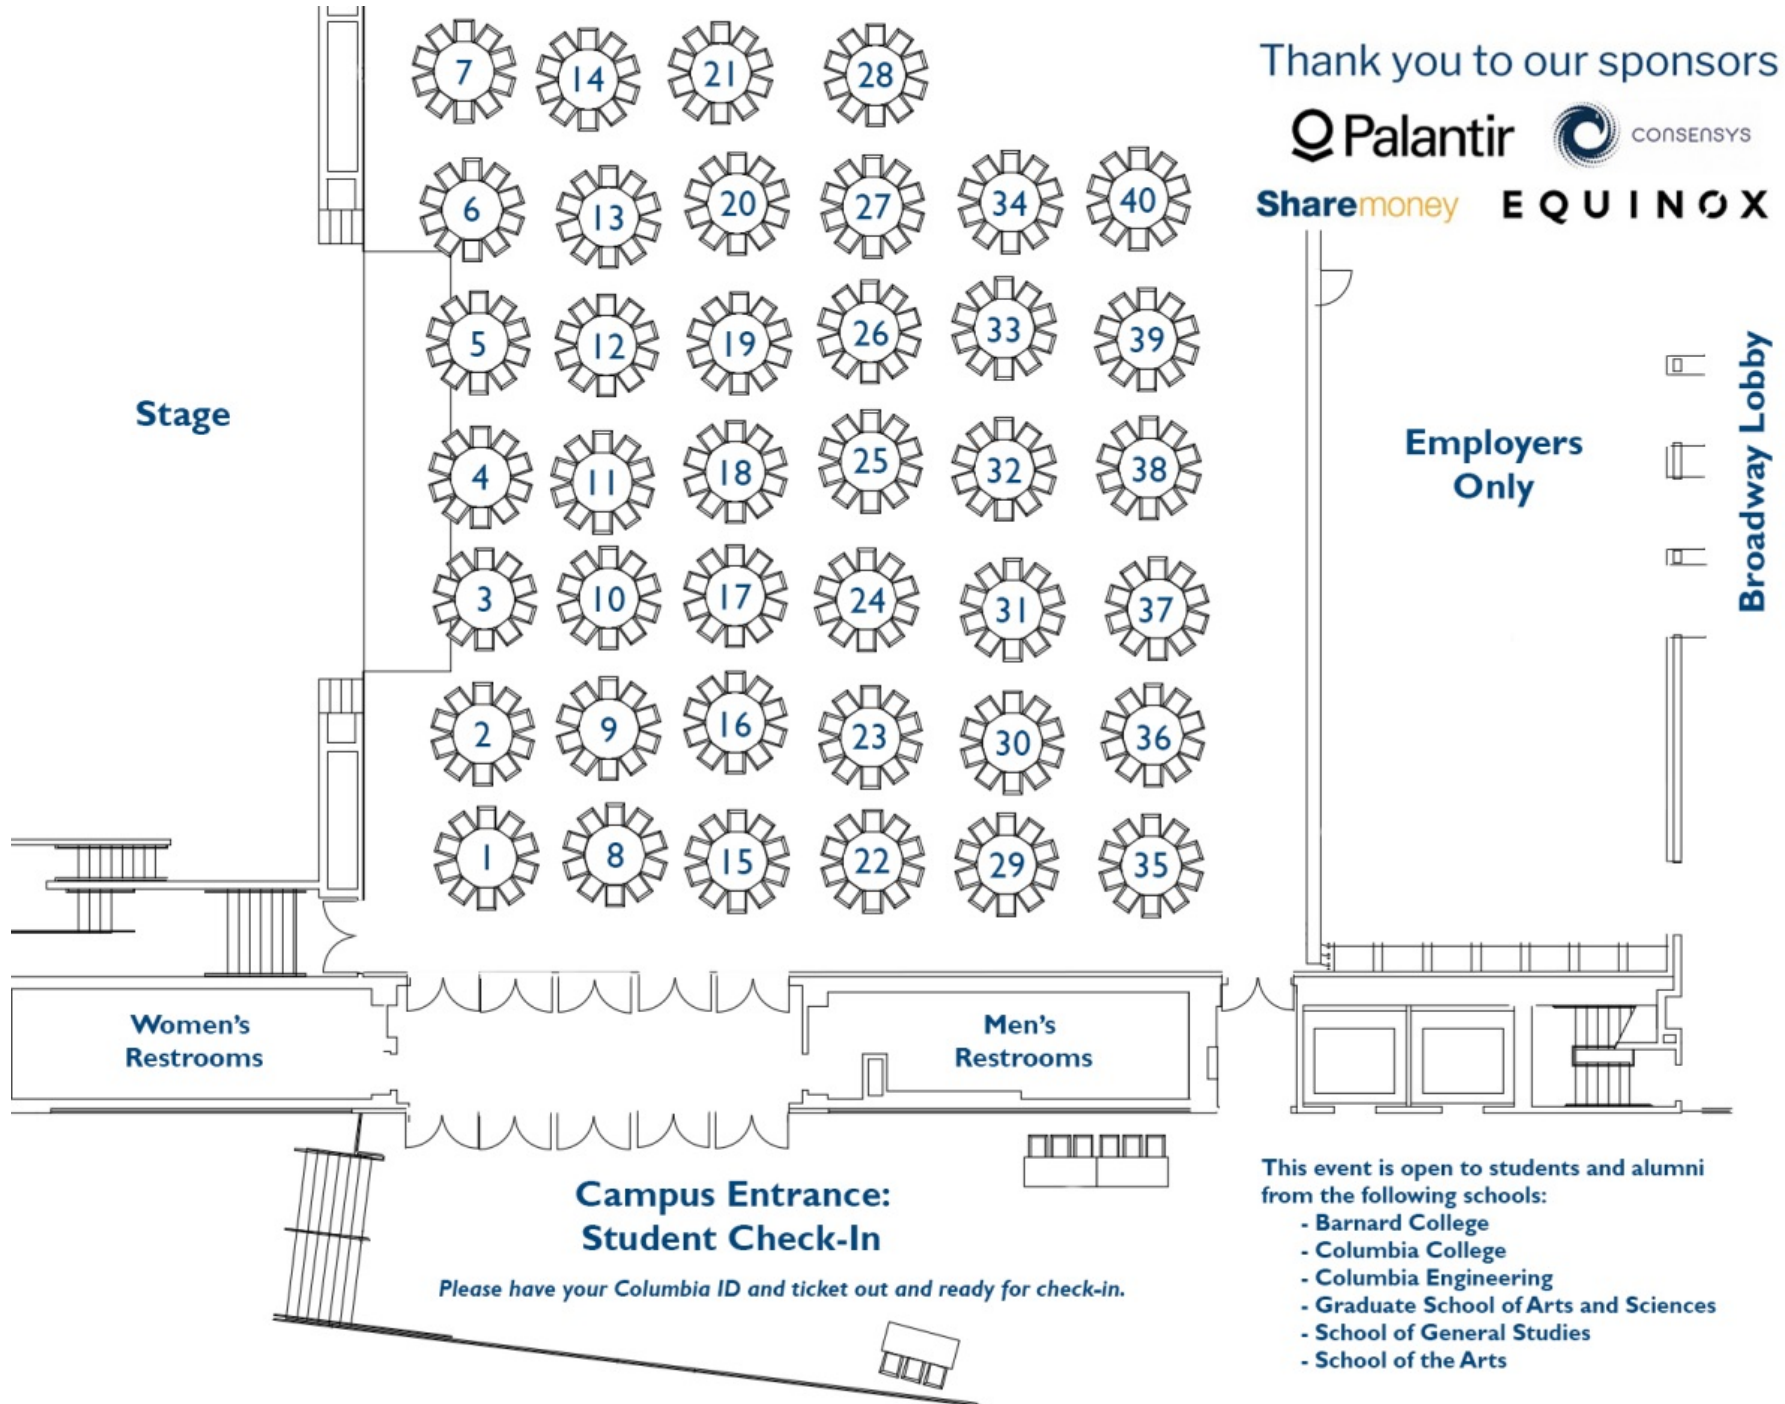 Thank you to our sponsors
Palantir
CONSENSYS
Sharemoney
EQUINOX
7
14
21
28
6
13
20
27
34
40
5
12
19
26
33
39
4
11
18
25
32
38
3
10
17
24
31
37
2
9
16
23
30
36
1
8
15
22
29
35
Stage
Employers
Only
Broadway Lobby
Women's
Restrooms
Men's
Restrooms
Campus Entrance:
Student Check-In
Please have your Columbia ID and ticket out and ready for check-in.
This event is open to students and alumni
from the following schools:
- Barnard College
- Columbia College
- Columbia Engineering
- Graduate School of Arts and Sciences
- School of General Studies
- School of the Arts